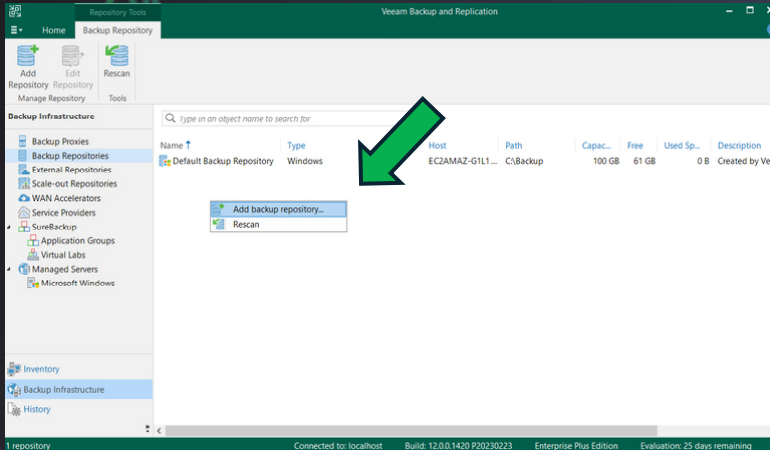 Repository Tools
Veeam Backup and Replication
Home Backup Repository
Add Repository
Edit Repository
Rescan
Manage Repository Tools
Backup Infrastructure
Type in an object name to search for
Name Type Host Path Capac... Free Used Sp... Description
Default Backup Repository Windows EC2AMAZ-G1L1... C:\Backup 100 GB 61 GB 0 B Created by Ve
Backup Proxies
Backup Repositories
External Repositories
Scale-out Repositories
WAN Accelerators
Service Providers
SureBackup
Application Groups
Virtual Labs
Managed Servers
Microsoft Windows
Add backup repository...
Rescan
Inventory
Backup Infrastructure
History
1 repository Connected to: localhost Build: 12.0.0.1420 P20230223 Enterprise Plus Edition Evaluation: 25 days remaining